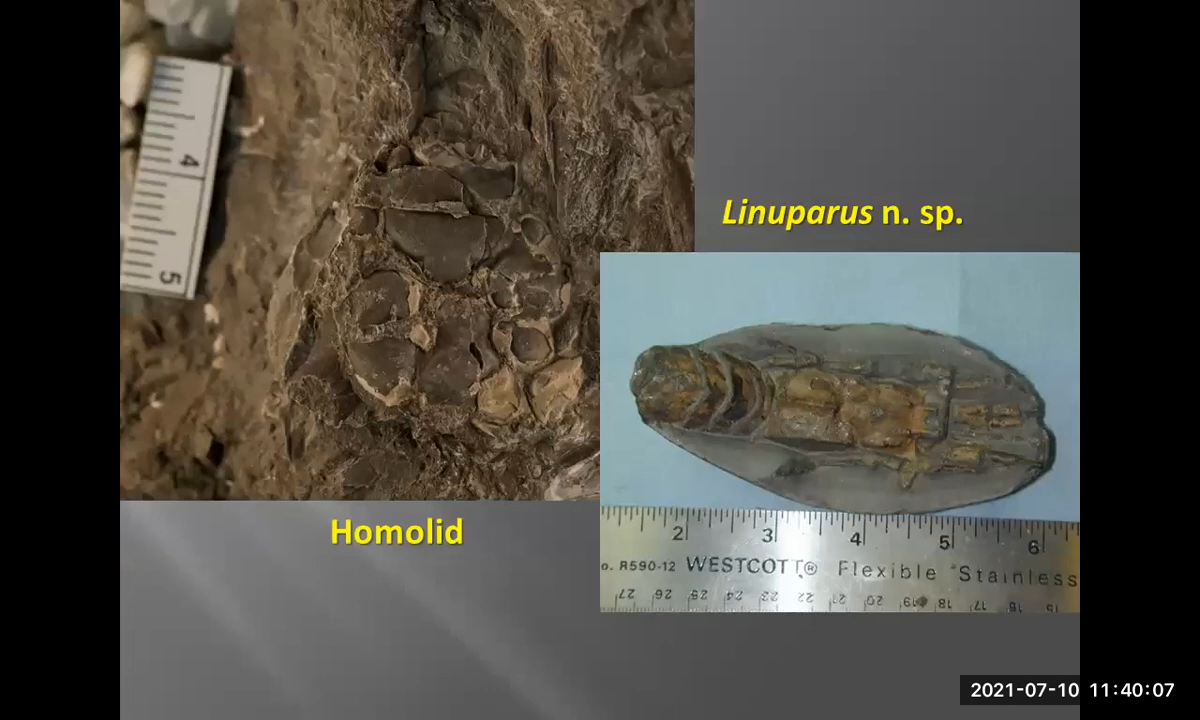 4
5
Linuparus n. sp.
Homolid
2 3 4 5 6
o. R590-12 WESTCOTT® Flexible Stainless
27 26 25 24 23 22 21 20 19 18 17 16 15
2021-07-10 11:40:07